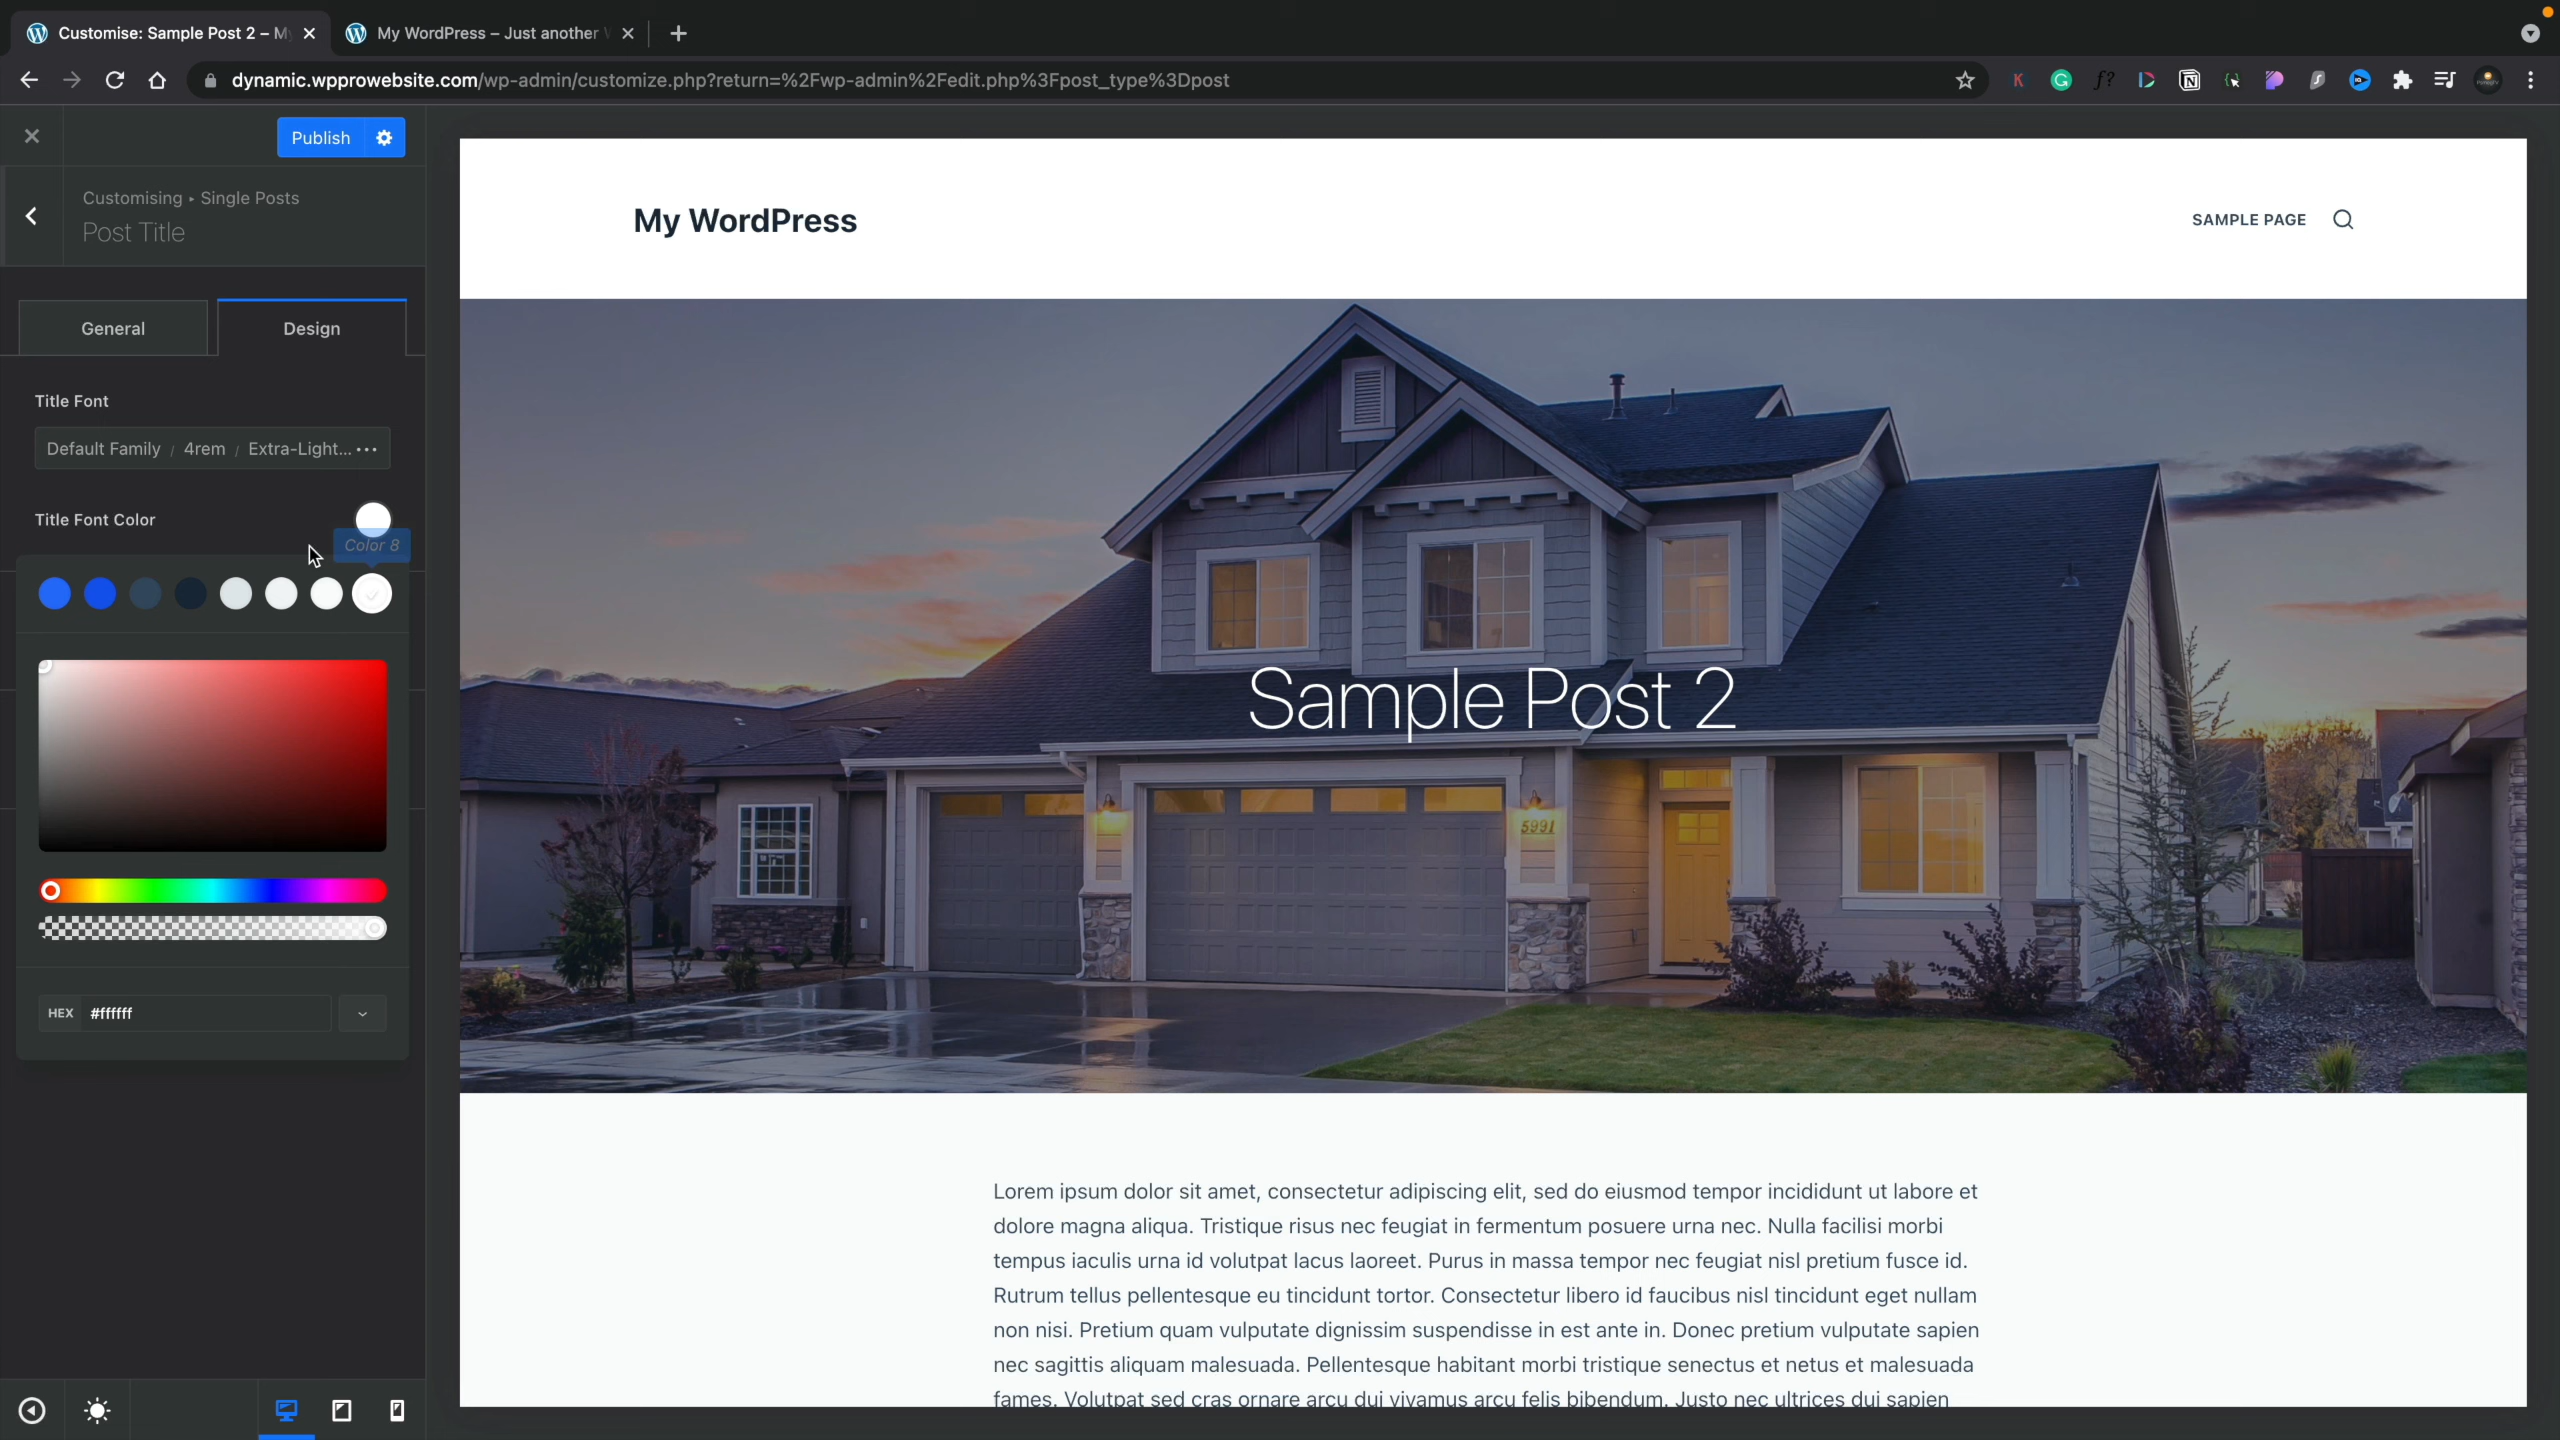 Customise: Sample Post 2 – My
My WordPress – Just another W
dynamic.wpprowebsite.com/wp-admin/customize.php?return=%2Fwp-admin%2Fedit.php%3Fpost_type%3Dpost
Publish
Customising ▸ Single Posts
Post Title
General
Design
Title Font
Default Family / 4rem / Extra-Light...
Title Font Color
Color 8
HEX #ffffff
My WordPress
SAMPLE PAGE
Sample Post 2
5991
Lorem ipsum dolor sit amet, consectetur adipiscing elit, sed do eiusmod tempor incididunt ut labore et
dolore magna aliqua. Tristique risus nec feugiat in fermentum posuere urna nec. Nulla facilisi morbi
tempus iaculis urna id volutpat lacus laoreet. Purus in massa tempor nec feugiat nisl pretium fusce id.
Rutrum tellus pellentesque eu tincidunt tortor. Consectetur libero id faucibus nisl tincidunt eget nullam
non nisi. Pretium quam vulputate dignissim suspendisse in est ante in. Donec pretium vulputate sapien
nec sagittis aliquam malesuada. Pellentesque habitant morbi tristique senectus et netus et malesuada
fames. Volutpat sed cras ornare arcu dui vivamus arcu felis bibendum. Justo nec ultrices dui sapien